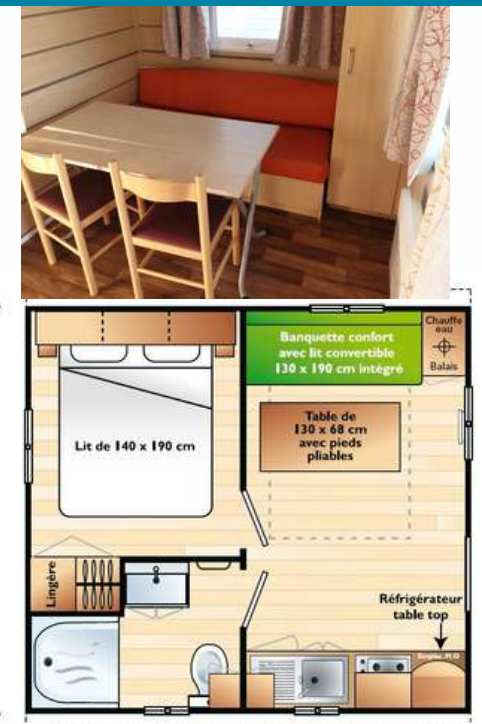 Chauffe
eau
Balais
Banquette confort
avec lit convertible
130 x 190 cm intégré
Lit de 140 x 190 cm
Table de
130 x 68 cm
avec pieds
pliables
Lingère
Réfrigérateur
table top